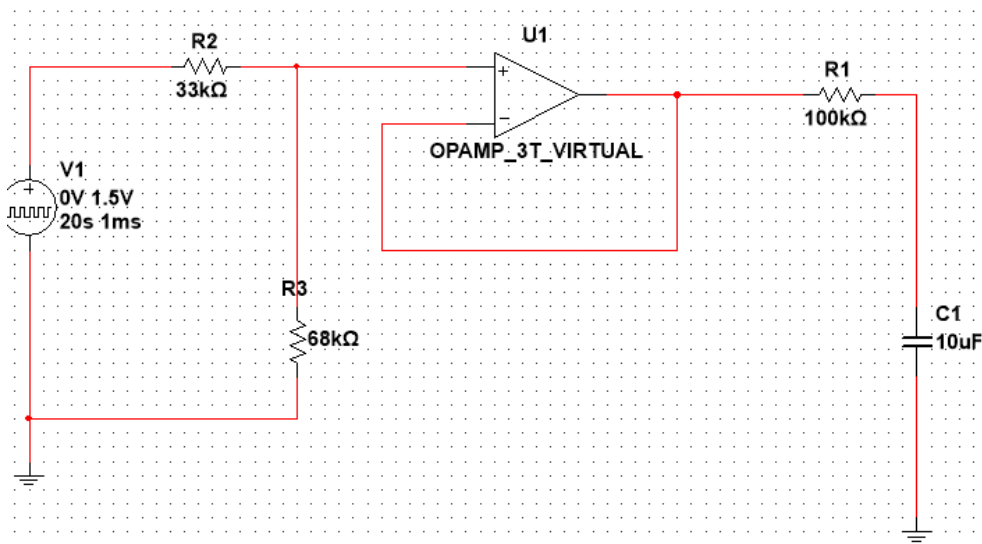 R2
33kΩ
U1
+
−
OPAMP_3T_VIRTUAL
R1
100kΩ
V1
+
0V 1.5V
20s 1ms
R3
68kΩ
C1
10uF